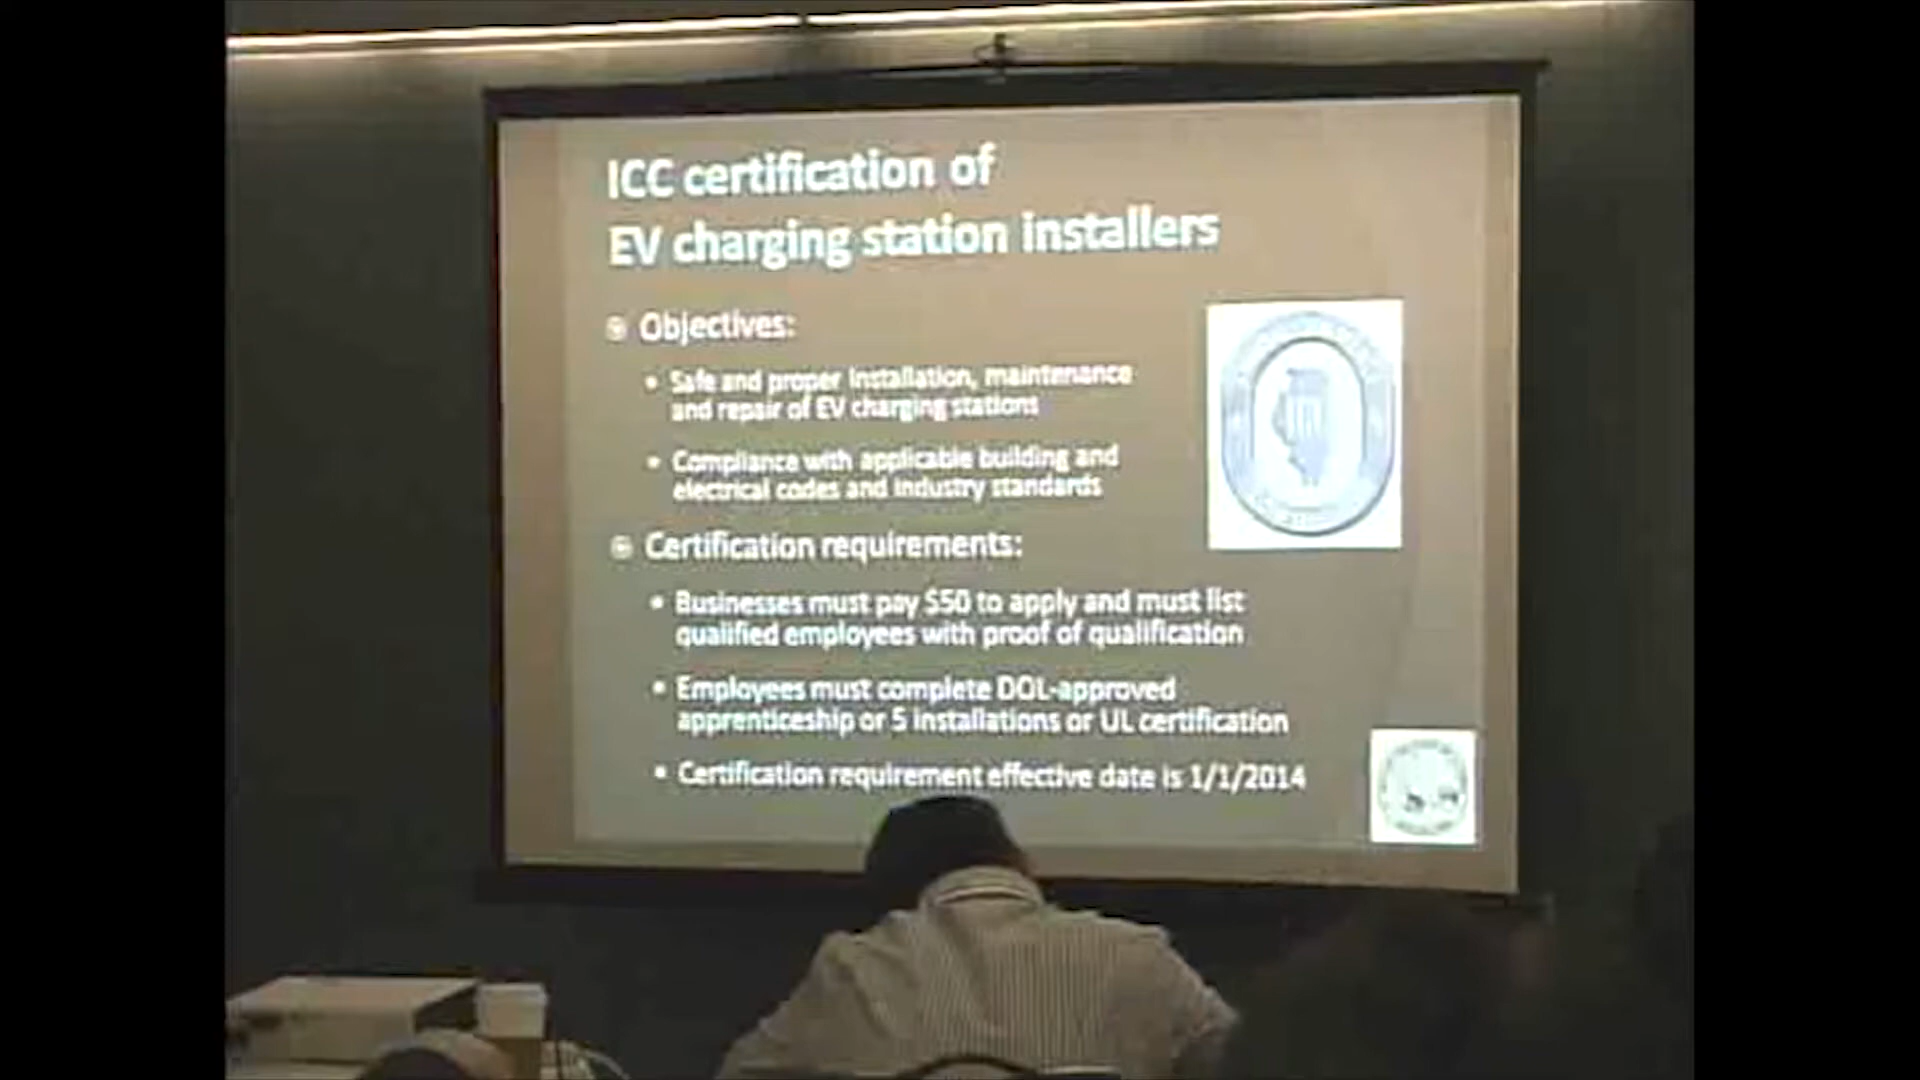 ICC certification of
EV charging station installers
Objectives:
• Safe and proper installation, maintenance
and repair of EV charging stations
• Compliance with applicable building and
electrical codes and industry standards
Certification requirements:
• Businesses must pay $50 to apply and must list
qualified employees with proof of qualification
• Employees must complete DOL-approved
apprenticeship or 5 installations or UL certification
• Certification requirement effective date is 1/1/2014